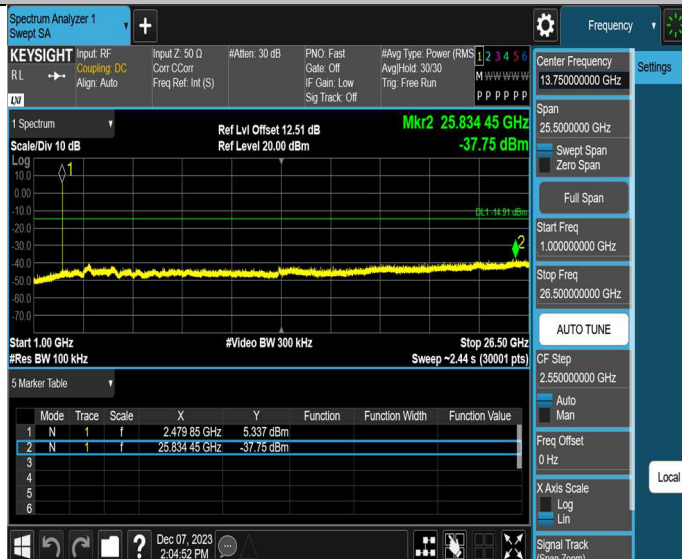 Spectrum Analyzer 1
Swept SA
+
Frequency
KEYSIGHT
RL
LXI
Input: RF
Coupling: DC
Align: Auto
Input Z: 50 Ω
Corr CCorr
Freq Ref: Int (S)
#Atten: 30 dB
PNO: Fast
Gate: Off
IF Gain: Low
Sig Track: Off
#Avg Type: Power (RMS
Avg|Hold: 30/30
Trig: Free Run
1 2 3 4 5 6
M W W W W W
P P P P P P
1 Spectrum
Scale/Div 10 dB
Ref Lvl Offset 12.51 dB
Ref Level 20.00 dBm
Mkr2 25.834 45 GHz
-37.75 dBm
Log
10.0
0.00
-10.0
-20.0
-30.0
-40.0
-50.0
-60.0
-70.0
1
DL1 -14.91 dBm
2
Start 1.00 GHz
#Res BW 100 kHz
#Video BW 300 kHz
Stop 26.50 GHz
Sweep ~2.44 s (30001 pts)
5 Marker Table
Mode Trace Scale X Y Function Function Width Function Value
1 N 1 f 2.479 85 GHz 5.337 dBm
2 N 1 f 25.834 45 GHz -37.75 dBm
3
4
5
6
Dec 07, 2023
2:04:52 PM
Center Frequency
13.750000000 GHz
Settings
Span
25.5000000 GHz
Swept Span
Zero Span
Full Span
Start Freq
1.000000000 GHz
Stop Freq
26.500000000 GHz
AUTO TUNE
CF Step
2.550000000 GHz
Auto
Man
Freq Offset
0 Hz
Local
X Axis Scale
Log
Lin
Signal Track
(Span Zoom)